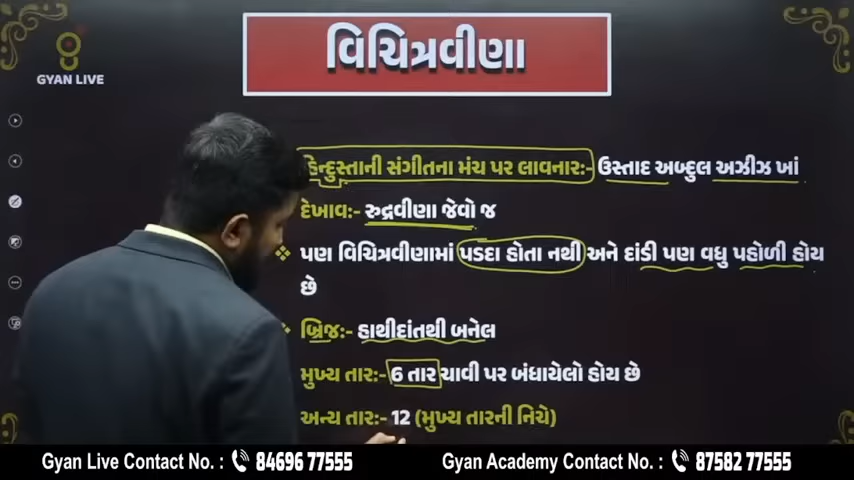 વિચિત્રવીણા
GYAN LIVE
હિન્દુસ્તાની સંગીતના મંચ પર લાવનાર:- ઉસ્તાદ અબ્દુલ અઝીઝ ખાં
દેખાવ:- રુદ્રવીણા જેવો જ
❖ પણ વિચિત્રવીણામાં પડદા હોતા નથી અને દાંડી પણ વધુ પહોળી હોય
છે
બ્રિજ:- હાથીદાંતથી બનેલ
મુખ્ય તાર:- 6 તાર ચાવી પર બંધાયેલો હોય છે
અન્ય તાર:- 12 (મુખ્ય તારની નિચે)
Gyan Live Contact No. : 84696 77555 Gyan Academy Contact No. : 87582 77555